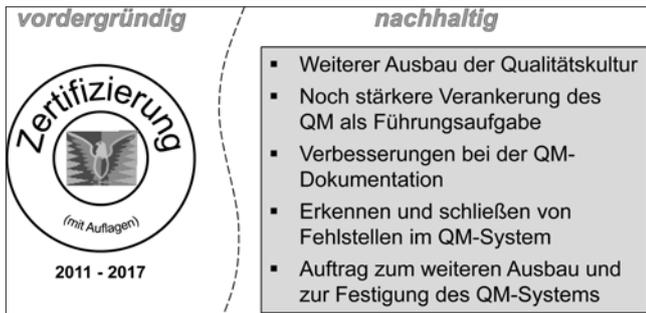 vordergründig
Zertifizierung
(mit Auflagen)
2011 - 2017
nachhaltig
▪ Weiterer Ausbau der Qualitätskultur
▪ Noch stärkere Verankerung des
QM als Führungsaufgabe
▪ Verbesserungen bei der QM-
Dokumentation
▪ Erkennen und schließen von
Fehlstellen im QM-System
▪ Auftrag zum weiteren Ausbau und
zur Festigung des QM-Systems